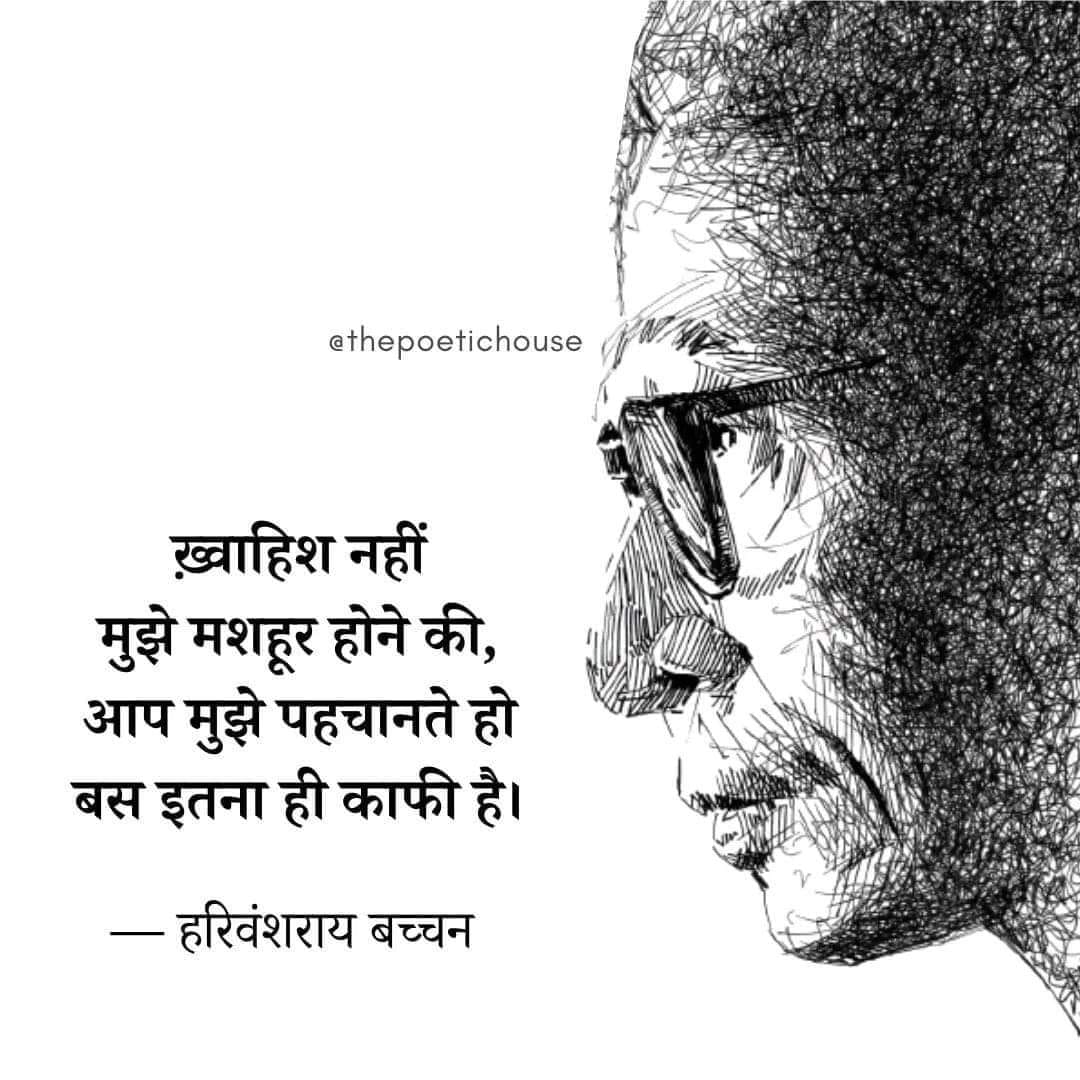 @thepoetichouse
ख़्वाहिश नहीं
मुझे मशहूर होने की,
आप मुझे पहचानते हो
बस इतना ही काफी है।
— हरिवंशराय बच्चन